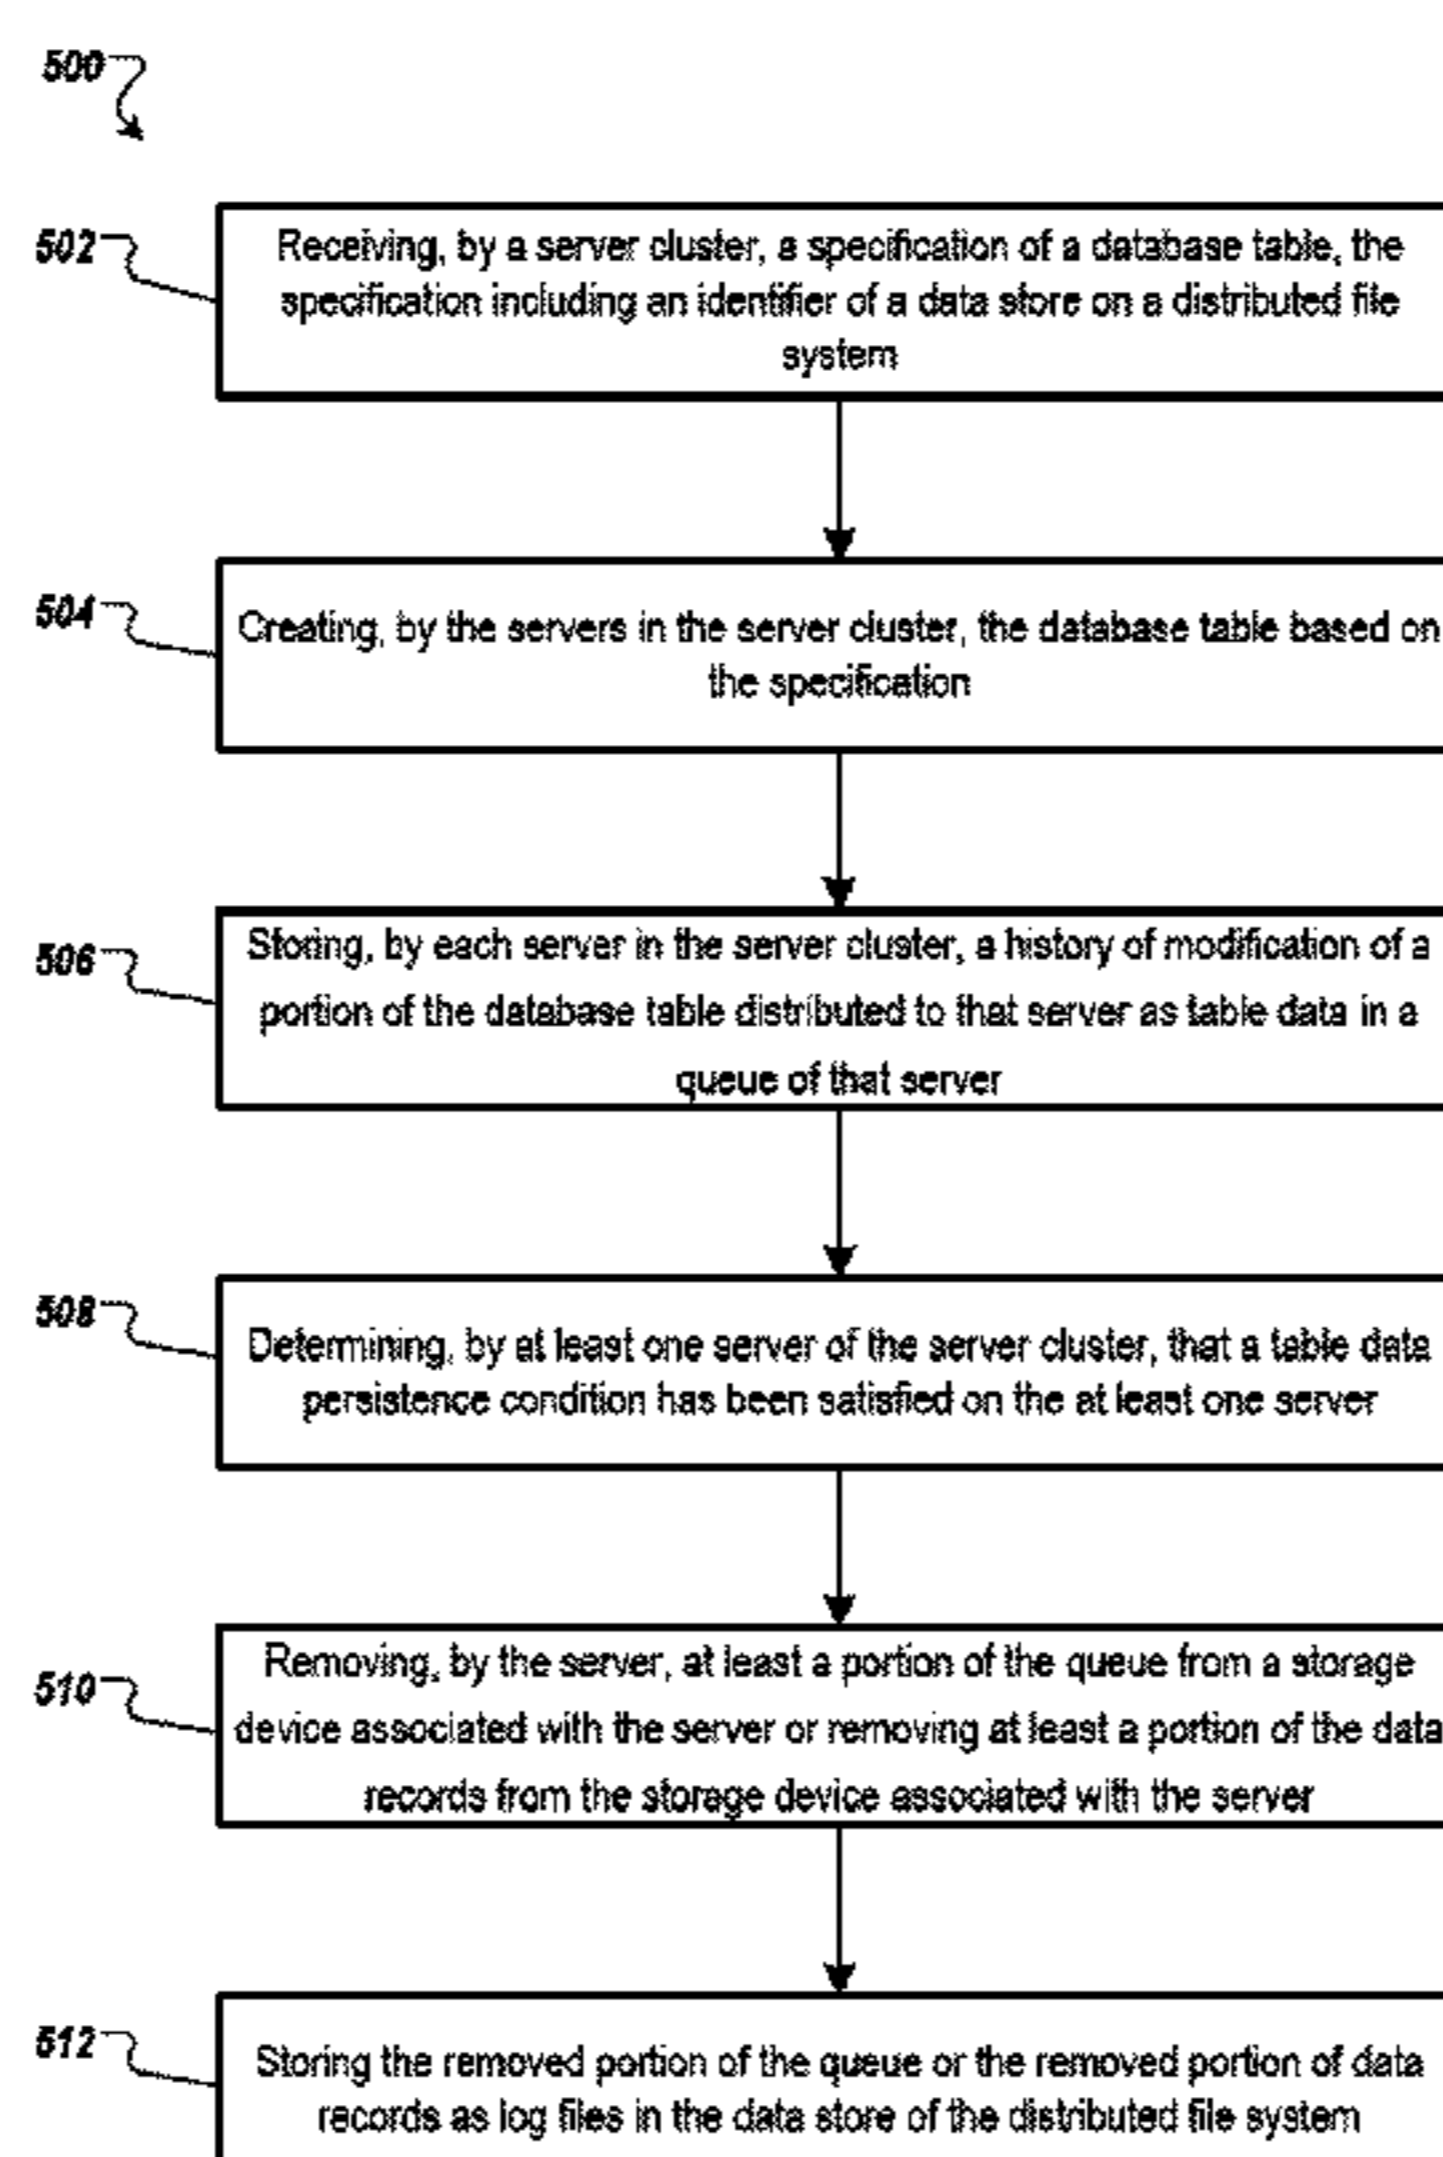 500
502
Receiving, by a server cluster, a specification of a database table, the
specification including an identifier of a data store on a distributed file
system
504
Creating, by the servers in the server cluster, the database table based on
the specification
506
Storing, by each server in the server cluster, a history of modification of a
portion of the database table distributed to that server as table data in a
queue of that server
508
Determining, by at least one server of the server cluster, that a table data
persistence condition has been satisfied on the at least one server
510
Removing, by the server, at least a portion of the queue from a storage
device associated with the server or removing at least a portion of the data
records from the storage device associated with the server
512
Storing the removed portion of the queue or the removed portion of data
records as log files in the data store of the distributed file system